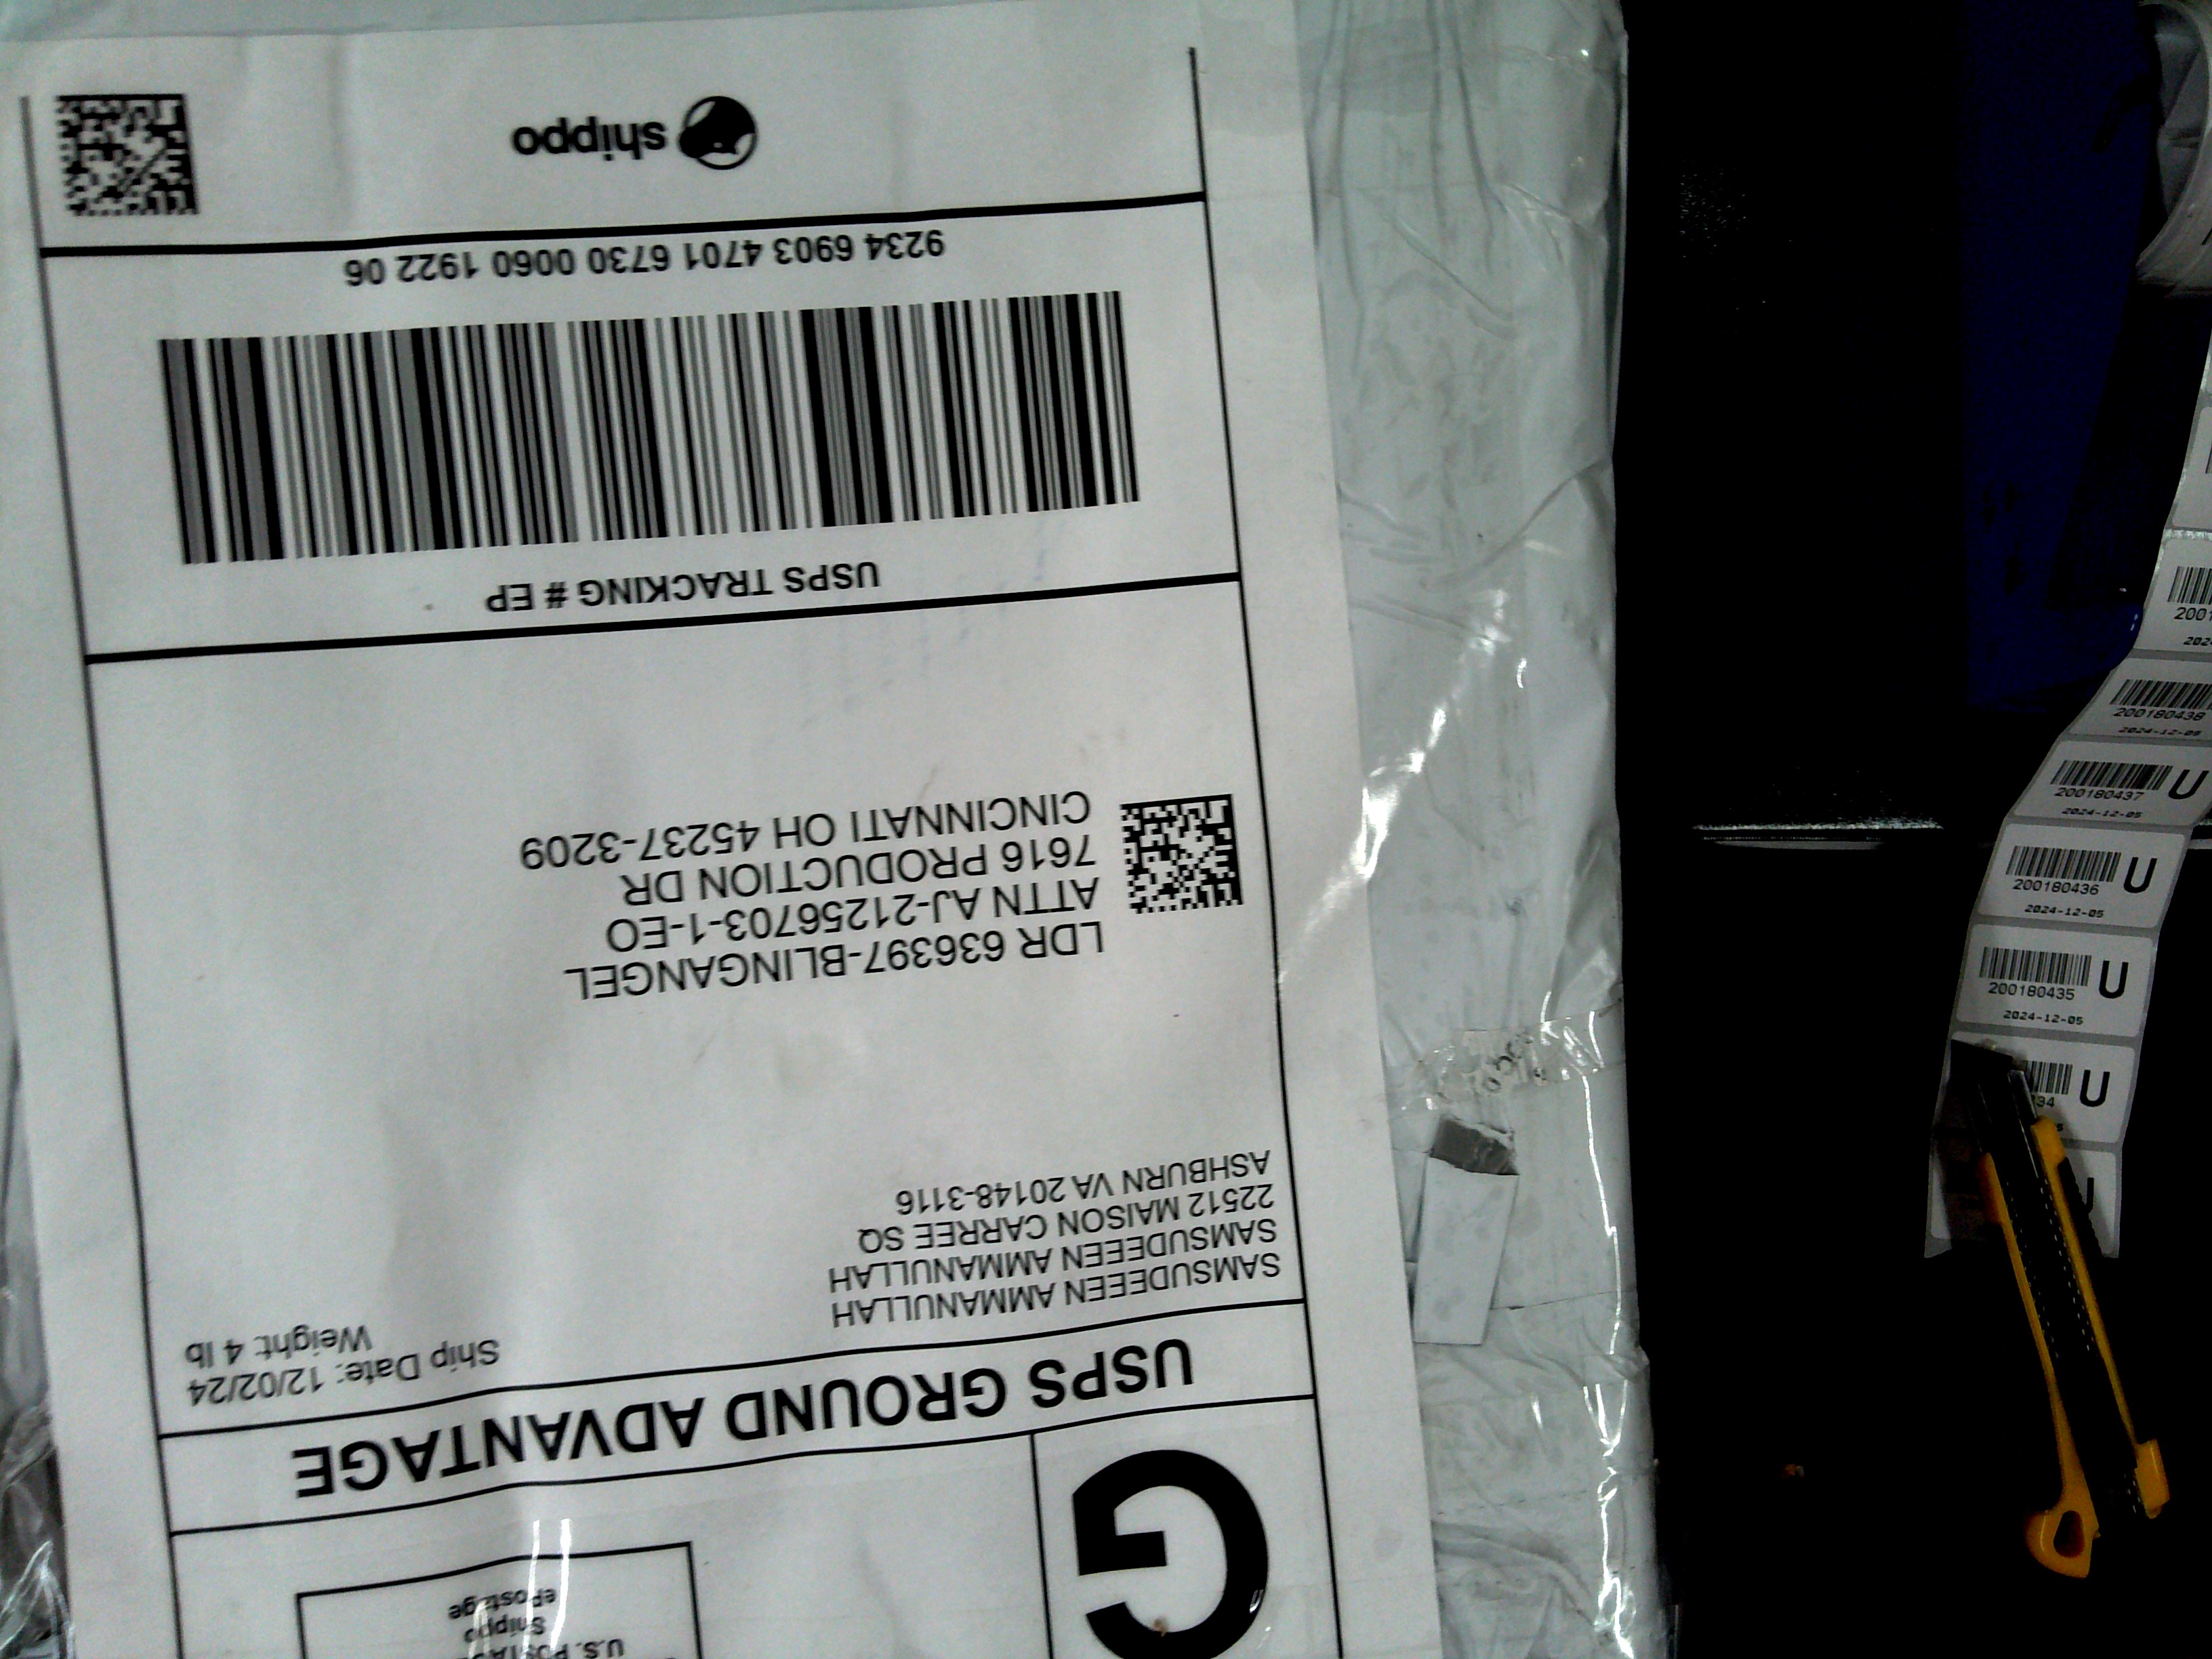 G
U.S. POSTAGE
Shippo
ePostage
USPS GROUND ADVANTAGE
SAMSUDEEEN AMMANULLAH
SAMSUDEEEN AMMANULLAH
22512 MAISON CARREE SQ
ASHBURN VA 20148-3116
Ship Date: 12/02/24
Weight: 4 lb
LDR 636397-BLINGANGEL
ATTN AJ-21256703-1-EO
7616 PRODUCTION DR
CINCINNATI OH 45237-3209
USPS TRACKING # EP
9234 6903 4701 6730 0060 1922 06
shippo
200180438
2024-12-05
200180437
U
2024-12-05
200180436
U
2024-12-05
200180435
U
2024-12-05
U